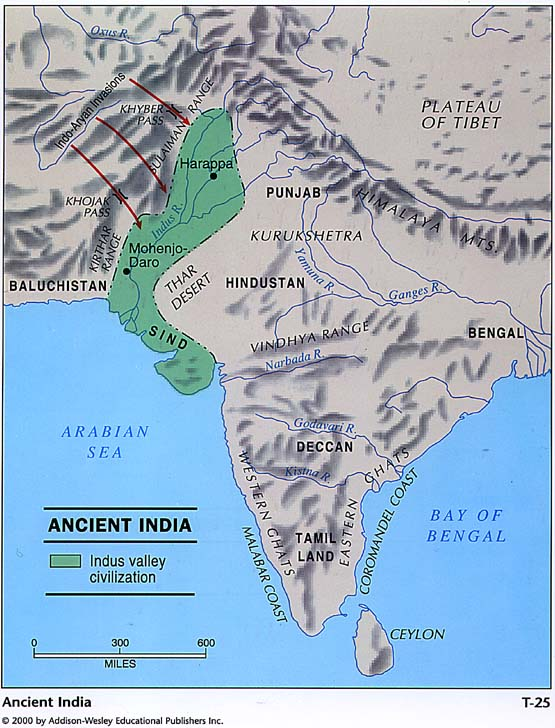 Oxus R.
Indo-Aryan Invasions
KHYBER
PASS
SULAIMAN RANGE
PLATEAU
OF TIBET
Harappa
PUNJAB
HIMALAYA MTS.
KHOJAK
PASS
Indus R.
KURUKSHETRA
KIRTHAR
RANGE
Mohenjo-
Daro
THAR
DESERT
Yamuna R.
HINDUSTAN
Ganges R.
BALUCHISTAN
SIND
VINDHYA RANGE
BENGAL
Narbada R.
ARABIAN
SEA
Godavari R.
DECCAN
Kistna R.
WESTERN GHATS
EASTERN GHATS
COROMANDEL COAST
BAY OF
BENGAL
MALABAR COAST
TAMIL
LAND
CEYLON
ANCIENT INDIA
Indus valley
civilization
0 300 600
MILES
Ancient India T-25
© 2000 by Addison-Wesley Educational Publishers Inc.